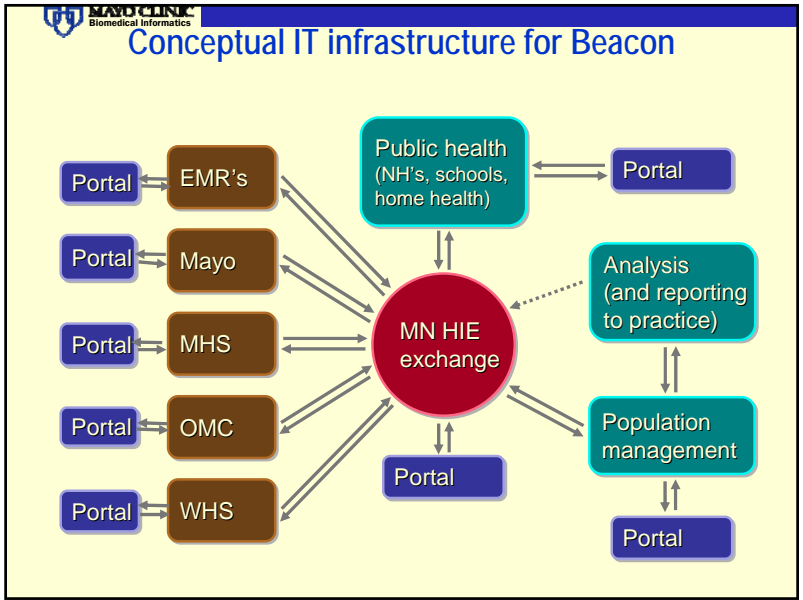 MAYO CLINIC
Biomedical Informatics
Conceptual IT infrastructure for Beacon
Public health
(NH's, schools,
home health)
Portal
Portal
EMR's
Portal
Mayo
Analysis
(and reporting
to practice)
Portal
MHS
MN HIE
exchange
Portal
OMC
Population
management
Portal
Portal
WHS
Portal